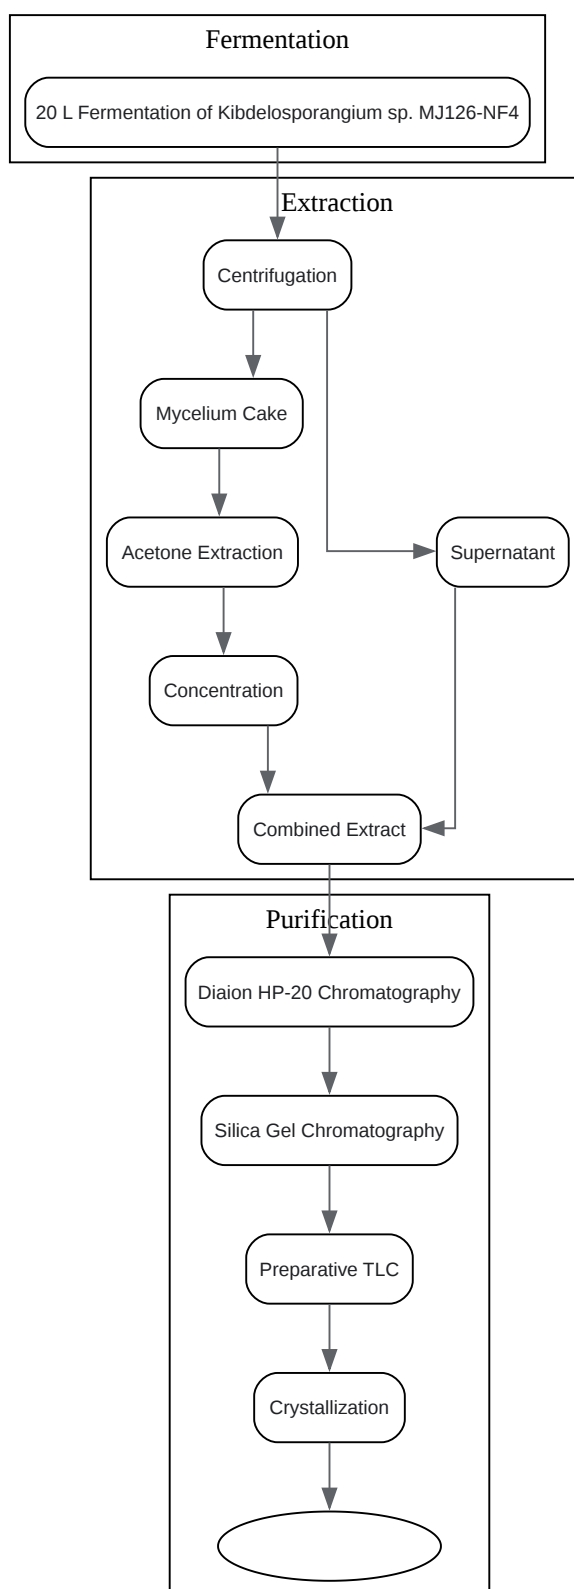 Fermentation
20 L Fermentation of Kibdelosporangium sp. MJ126-NF4
Extraction
Centrifugation
Mycelium Cake
Acetone Extraction
Supernatant
Concentration
Combined Extract
Purification
Diaion HP-20 Chromatography
Silica Gel Chromatography
Preparative TLC
Crystallization